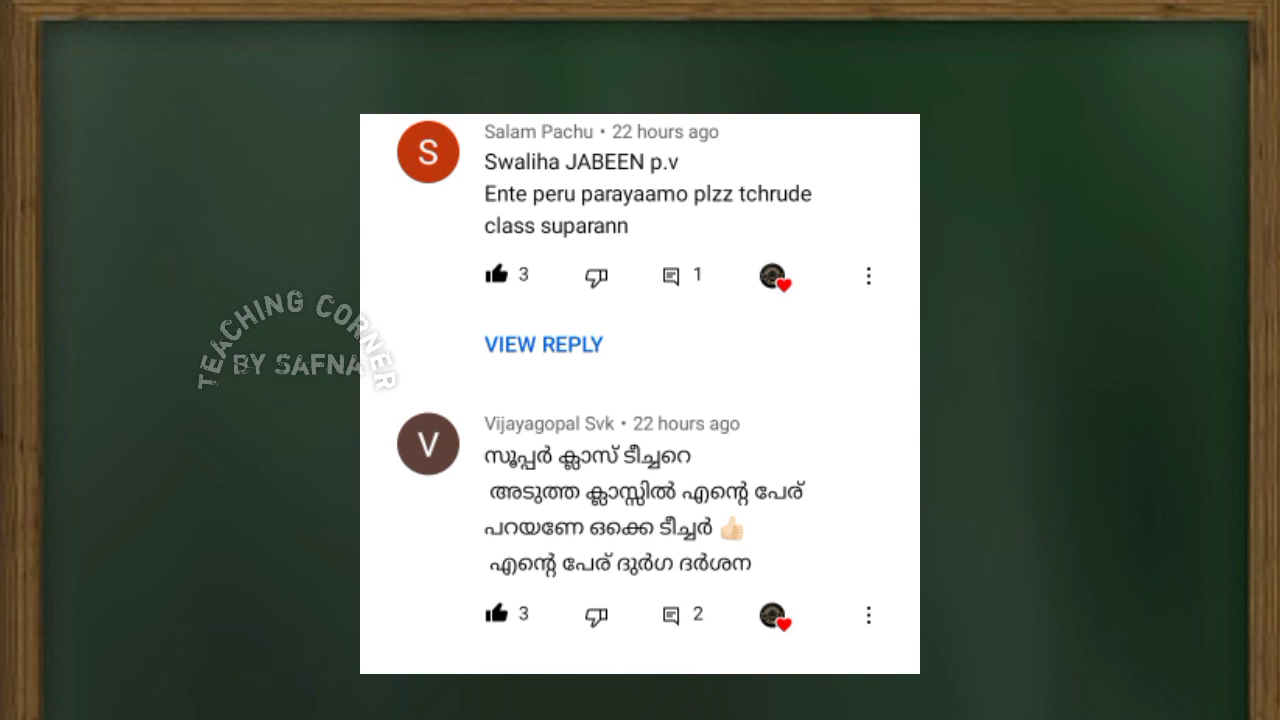 Salam Pachu • 22 hours ago
Swaliha JABEEN p.v
Ente peru parayaamo plzz tchrude
class suparann
3
1
VIEW REPLY
TEACHING CORNER
BY SAFNA
Vijayagopal Svk • 22 hours ago
സൂപ്പർ ക്ലാസ് ടീച്ചറെ
അടുത്ത ക്ലാസ്സിൽ എന്റെ പേര്
പറയണേ ഒക്കെ ടീച്ചർ 👍🏻
എന്റെ പേര് ദുർഗ ദർശന
3
2
S
V